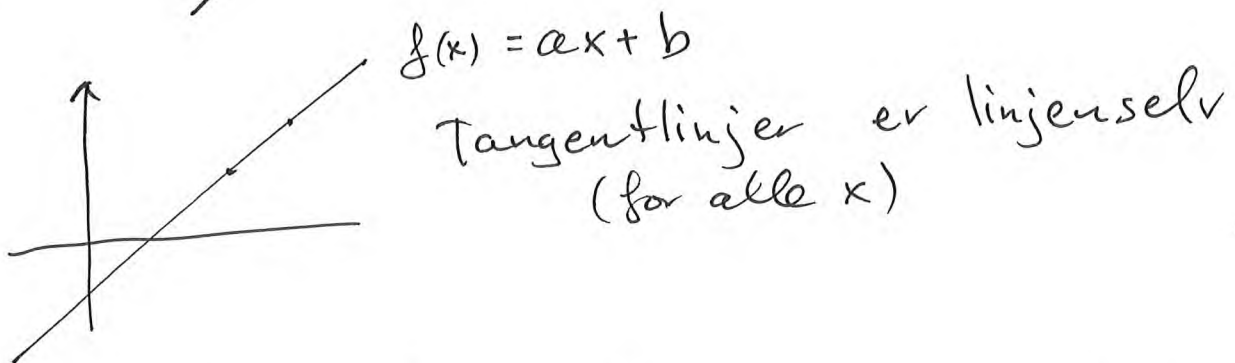 f(x) = ax + b
Tangentlinjer er linjenselv
(for alle x)